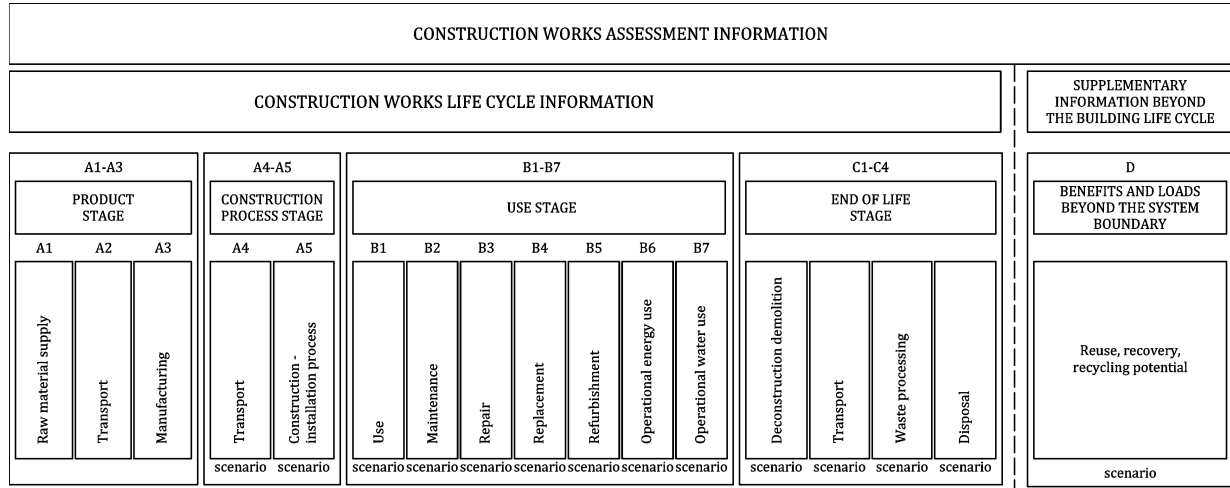 CONSTRUCTION WORKS ASSESSMENT INFORMATION
CONSTRUCTION WORKS LIFE CYCLE INFORMATION
SUPPLEMENTARY
INFORMATION BEYOND
THE BUILDING LIFE CYCLE
A1-A3
PRODUCT
STAGE
A1
A2
A3
Raw material supply
Transport
Manufacturing
A4-A5
CONSTRUCTION
PROCESS STAGE
A4
A5
Transport
Construction -
installation process
scenario
scenario
B1-B7
USE STAGE
B1
B2
B3
B4
B5
B6
B7
Use
Maintenance
Repair
Replacement
Refurbishment
Operational energy use
Operational water use
scenario
scenario
scenario
scenario
scenario
scenario
scenario
C1-C4
END OF LIFE
STAGE
Deconstruction demolition
Transport
Waste processing
Disposal
scenario
scenario
scenario
scenario
D
BENEFITS AND LOADS
BEYOND THE SYSTEM
BOUNDARY
Reuse, recovery,
recycling potential
scenario